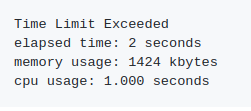 Time Limit Exceeded
elapsed time: 2 seconds
memory usage: 1424 kbytes
cpu usage: 1.000 seconds